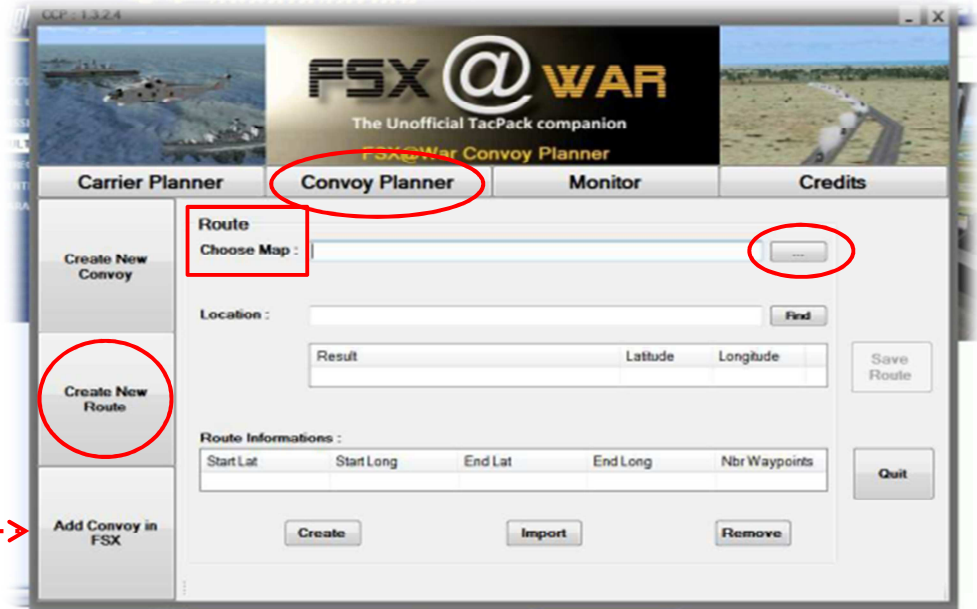 CCP : 1.3.2.4
FSX @ WAR
The Unofficial TacPack companion
FSX@War Convoy Planner
Carrier Planner
Convoy Planner
Monitor
Credits
Create New
Convoy
Create New
Route
Add Convoy in
FSX
Route
Choose Map :
...
Location :
Find
Result Latitude Longitude
Save
Route
Route Informations :
Start Lat Start Long End Lat End Long Nbr Waypoints
Quit
Create
Import
Remove